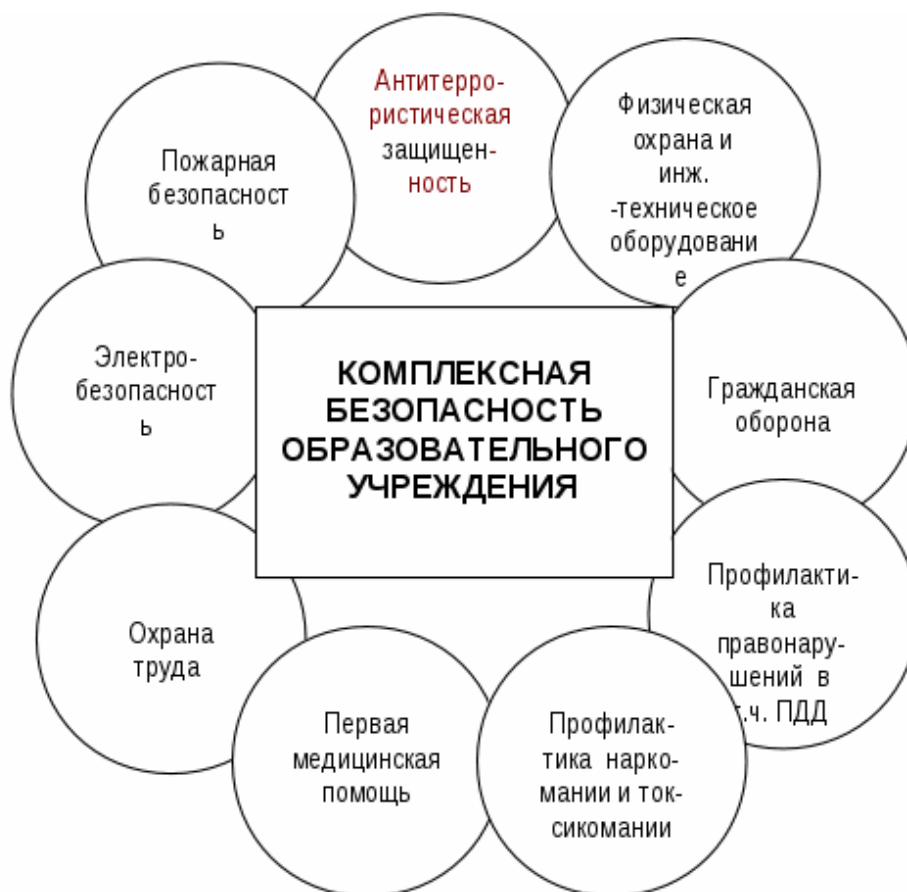 Антитерро-
ристическая
защищен-
ность
Физическая
охрана и
инж.
-техническое
оборудовани
е
Пожарная
безопасност
ь
Электро-
безопасност
ь
КОМПЛЕКСНАЯ
БЕЗОПАСНОСТЬ
ОБРАЗОВАТЕЛЬНОГО
УЧРЕЖДЕНИЯ
Гражданская
оборона
Охрана
труда
Профилакти-
ка
правонару-
шений в
т.ч. ПДД
Первая
медицинская
помощь
Профилак-
тика нарко-
мании и ток-
сикомании